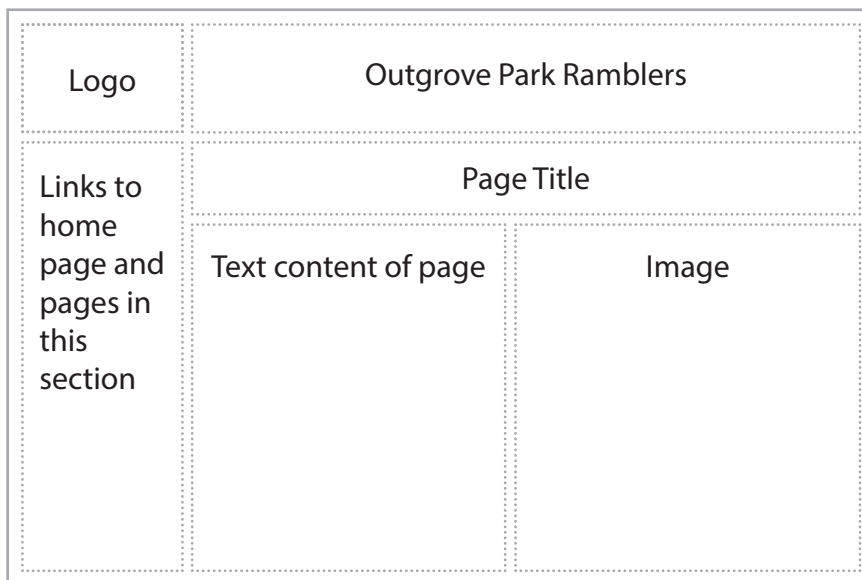 Logo
Outgrove Park Ramblers
Links to
home
page and
pages in
this
section
Page Title
Text content of page
Image